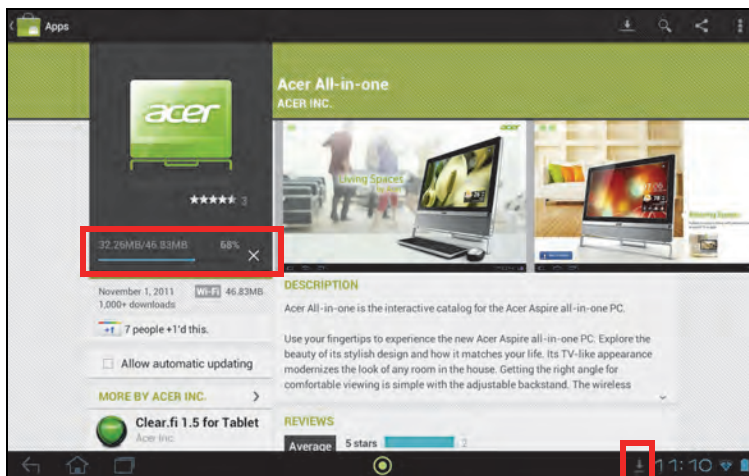 Apps
Acer All-in-one
ACER INC.
acer
3
Living Spaces
by Acer
acer
32.26MB/46.83MB 68%
November 1, 2011 Wi-Fi 46.83MB
1,000+ downloads
+1 7 people +1'd this.
Allow automatic updating
MORE BY ACER INC.
Clear.fi 1.5 for Tablet
Acer Inc.
DESCRIPTION
Acer All-in-one is the interactive catalog for the Acer Aspire all-in-one PC.
Use your fingertips to experience the new Acer Aspire all-in-one PC. Explore the
beauty of its stylish design and how it matches your life. Its TV-like appearance
modernizes the look of any room in the house. Getting the right angle for
comfortable viewing is simple with the adjustable backstand. The wireless
REVIEWS
Average 5 stars 2
11:10